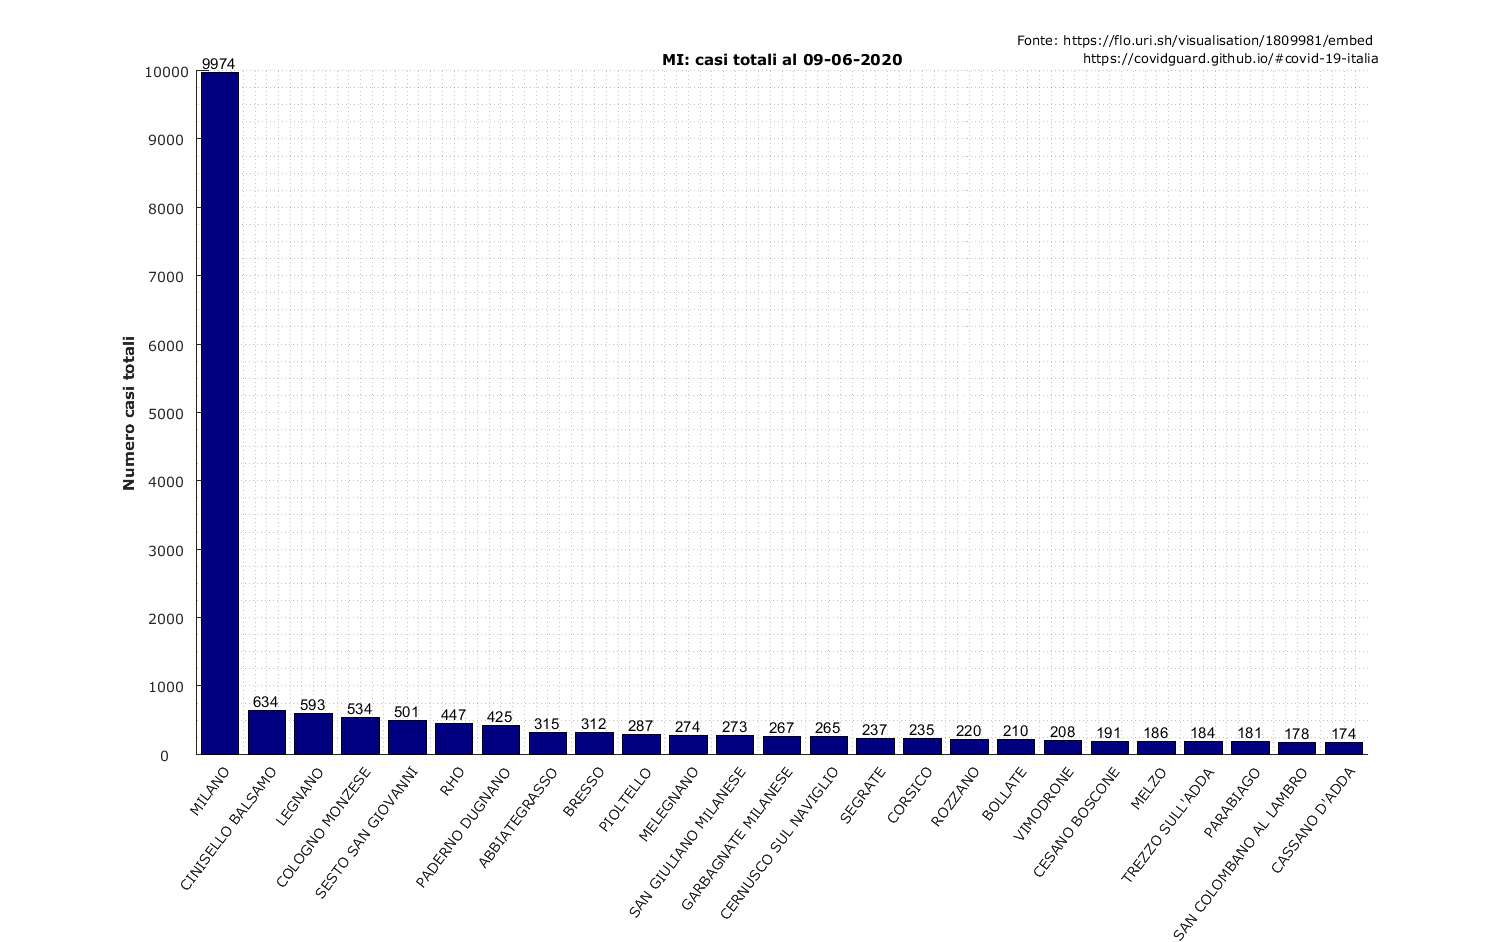 Fonte: https://flo.uri.sh/visualisation/1809981/embed
https://covidguard.github.io/#covid-19-italia
MI: casi totali al 09-06-2020
Numero casi totali
10000
9000
8000
7000
6000
5000
4000
3000
2000
1000
0
9974
634
593
534
501
447
425
315
312
287
274
273
267
265
237
235
220
210
208
191
186
184
181
178
174
MILANO
CINISELLO BALSAMO
LEGNANO
COLOGNO MONZESE
SESTO SAN GIOVANNI
RHO
PADERNO DUGNANO
ABBIATEGRASSO
BRESSO
PIOLTELLO
MELEGNANO
SAN GIULIANO MILANESE
GARBAGNATE MILANESE
CERNUSCO SUL NAVIGLIO
SEGRATE
CORSICO
ROZZANO
BOLLATE
VIMODRONE
CESANO BOSCONE
MELZO
TREZZO SULL'ADDA
PARABIAGO
SAN COLOMBANO AL LAMBRO
CASSANO D'ADDA